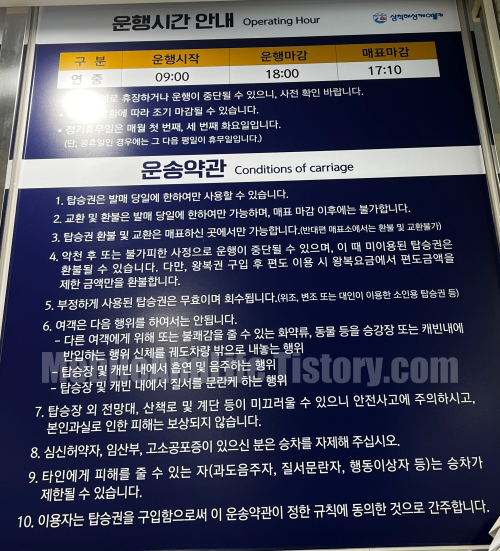 운행시간 안내 Operating Hour
삼척해상케이블카
구 분 운행시작 운행마감 매표마감
연 중 09:00 18:00 17:10
휴장하거나 운행이 중단될 수 있으니, 사전 확인 바랍니다.
따라 조기 마감될 수 있습니다.
정기휴무일은 매월 첫 번째, 세 번째 화요일입니다.
(단, 공휴일인 경우에는 그 다음 평일이 휴무일입니다.)
운송약관 Conditions of carriage
1. 탑승권은 발매 당일에 한하여만 사용할 수 있습니다.
2. 교환 및 환불은 발매 당일에 한하여만 가능하며, 매표 마감 이후에는 불가합니다.
3. 탑승권 환불 및 교환은 매표하신 곳에서만 가능합니다.(반대편 매표소에서는 환불 및 교환불가)
4. 악천 후 또는 불가피한 사정으로 운행이 중단될 수 있으며, 이 때 미이용된 탑승권은
환불될 수 있습니다. 다만, 왕복권 구입 후 편도 이용 시 왕복요금에서 편도금액을
제한 금액만을 환불합니다.
5. 부정하게 사용된 탑승권은 무효이며 회수됩니다.(위조, 변조 또는 대인이 이용한 소인용 탑승권 등)
6. 여객은 다음 행위를 하여서는 안됩니다.
- 다른 여객에게 위해 또는 불쾌감을 줄 수 있는 화약류, 동물 등을 승강장 또는 캐빈내에
반입하는 행위 신체를 궤도차량 밖으로 내놓는 행위
- 탑승장 및 캐빈 내에서 흡연 및 음주하는 행위
- 탑승장 및 캐빈 내에서 질서를 문란케 하는 행위
Tistory.com
7. 탑승장 외 전망대, 산책로 및 계단 등이 미끄러울 수 있으니 안전사고에 주의하시고,
본인과실로 인한 피해는 보상되지 않습니다.
8. 심신허약자, 임산부, 고소공포증이 있으신 분은 승차를 자제해 주십시오.
9. 타인에게 피해를 줄 수 있는 자(과도음주자, 질서문란자, 행동이상자 등)는 승차가
제한될 수 있습니다.
10. 이용자는 탑승권을 구입함으로써 이 운송약관이 정한 규칙에 동의한 것으로 간주합니다.